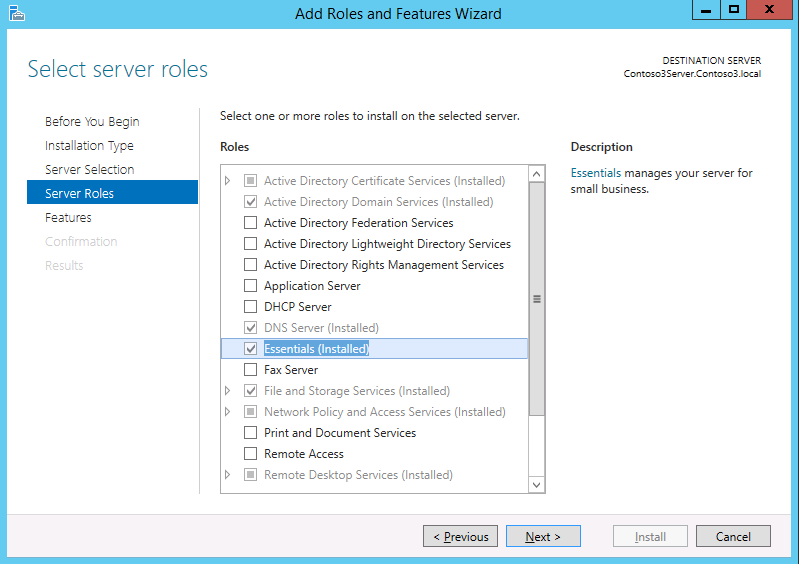 Add Roles and Features Wizard
Select server roles
DESTINATION SERVER
Contoso3Server.Contoso3.local
Before You Begin
Installation Type
Server Selection
Server Roles
Features
Confirmation
Results
Select one or more roles to install on the selected server.
Roles
Active Directory Certificate Services (Installed)
Active Directory Domain Services (Installed)
Active Directory Federation Services
Active Directory Lightweight Directory Services
Active Directory Rights Management Services
Application Server
DHCP Server
DNS Server (Installed)
Essentials (Installed)
Fax Server
File and Storage Services (Installed)
Network Policy and Access Services (Installed)
Print and Document Services
Remote Access
Remote Desktop Services (Installed)
Description
Essentials manages your server for
small business.
< Previous
Next >
Install
Cancel